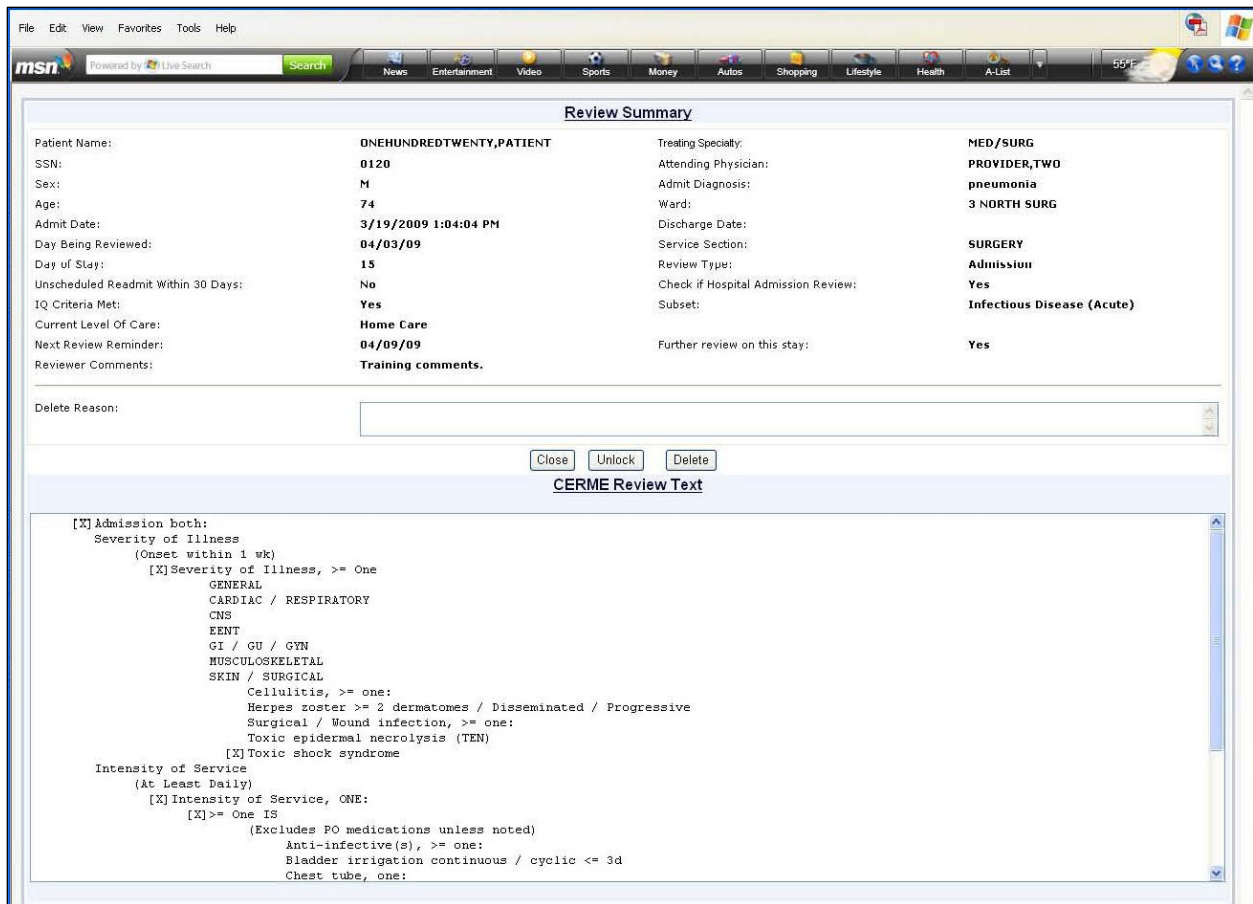 File Edit View Favorites Tools Help
msn Powered by Live Search Search News Entertainment Video Sports Money Autos Shopping Lifestyle Health A-List 55°F
Review Summary
Patient Name: ONEHUNDREDTWENTY,PATIENT Treating Specialty: MED/SURG
SSN: 0120 Attending Physician: PROVIDER,TWO
Sex: M Admit Diagnosis: pneumonia
Age: 74 Ward: 3 NORTH SURG
Admit Date: 3/19/2009 1:04:04 PM Discharge Date:
Day Being Reviewed: 04/03/09 Service Section: SURGERY
Day of Stay: 15 Review Type: Admission
Unscheduled Readmit Within 30 Days: No Check if Hospital Admission Review: Yes
IQ Criteria Met: Yes Subset: Infectious Disease (Acute)
Current Level Of Care: Home Care
Next Review Reminder: 04/09/09 Further review on this stay: Yes
Reviewer Comments: Training comments.
Delete Reason:
Close Unlock Delete
CERME Review Text
[X] Admission both:
Severity of Illness
(Onset within 1 wk)
[X] Severity of Illness, >= One
GENERAL
CARDIAC / RESPIRATORY
CNS
EENT
GI / GU / GYN
MUSCULOSKELETAL
SKIN / SURGICAL
Cellulitis, >= one:
Herpes zoster >= 2 dermatomes / Disseminated / Progressive
Surgical / Wound infection, >= one:
Toxic epidermal necrolysis (TEN)
[X] Toxic shock syndrome
Intensity of Service
(At Least Daily)
[X] Intensity of Service, ONE:
[X] >= One IS
(Excludes PO medications unless noted)
Anti-infective(s), >= one:
Bladder irrigation continuous / cyclic <= 3d
Chest tube, one: